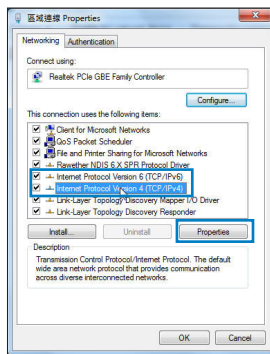 區域連線 Properties
Networking Authentication
Connect using:
Realtek PCIe GBE Family Controller
Configure...
This connection uses the following items:
Client for Microsoft Networks
QoS Packet Scheduler
File and Printer Sharing for Microsoft Networks
Rawether NDIS 6.X SPR Protocol Driver
Internet Protocol Version 6 (TCP/IPv6)
Internet Protocol Version 4 (TCP/IPv4)
Link-Layer Topology Discovery Mapper I/O Driver
Link-Layer Topology Discovery Responder
Install... Uninstall Properties
Description
Transmission Control Protocol/Internet Protocol. The default
wide area network protocol that provides communication
across diverse interconnected networks.
OK Cancel